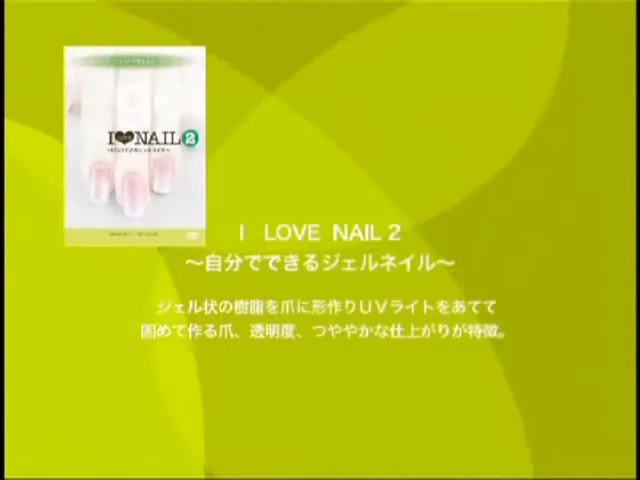 I ♥ NAIL 2
I LOVE NAIL 2
～自分でできるジェルネイル～
ジェル状の樹脂を爪に形作りUVライトをあてて
固めて作る爪、透明度、つややかな仕上がりが特徴。